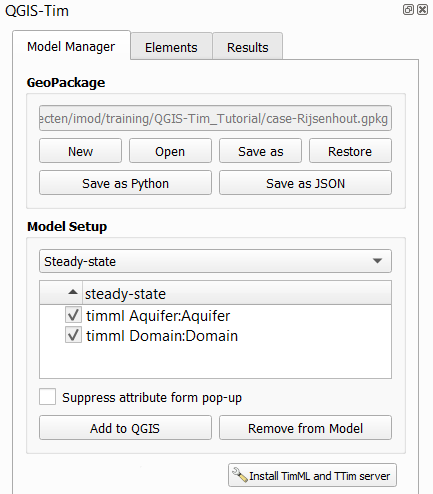 QGIS-Tim
Model Manager Elements Results
GeoPackage
ecten/imod/training/QGIS-Tim_Tutorial/case-Rijsenhout.gpkg
New Open Save as Restore
Save as Python Save as JSON
Model Setup
Steady-state
steady-state
timml Aquifer:Aquifer
timml Domain:Domain
Suppress attribute form pop-up
Add to QGIS Remove from Model
Install TimML and TTim server